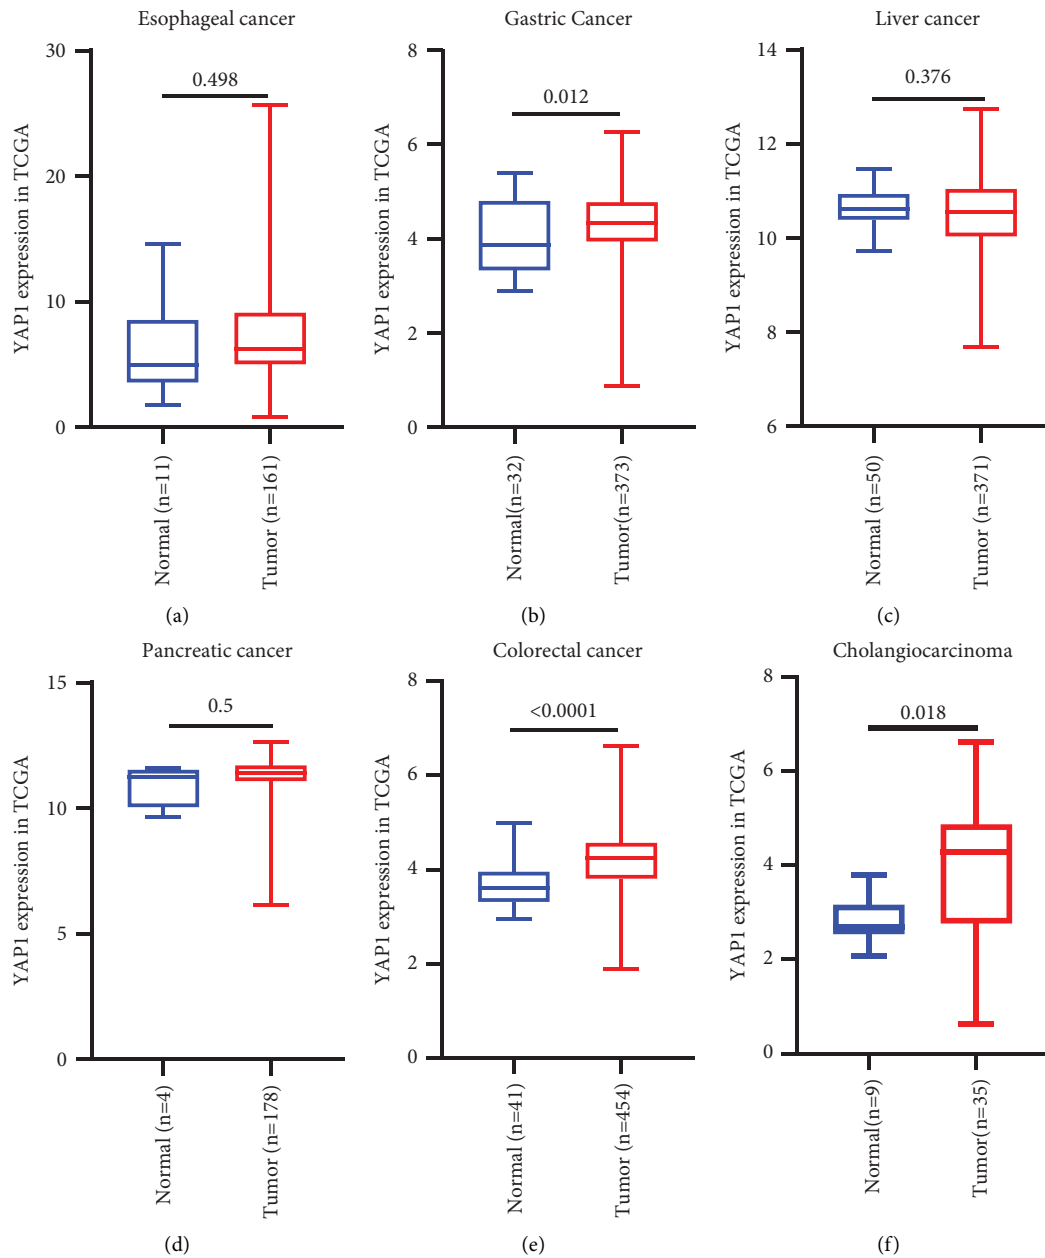 Esophageal cancer
YAP1 expression in TCGA
30
20
10
0
0.498
Normal (n=11)
Tumor (n=161)
(a)
Gastric Cancer
YAP1 expression in TCGA
8
6
4
2
0
0.012
Normal(n=32)
Tumor(n=373)
(b)
Liver cancer
YAP1 expression in TCGA
14
12
10
8
6
0.376
Normal (n=50)
Tumor (n=371)
(c)
Pancreatic cancer
YAP1 expression in TCGA
15
10
5
0
0.5
Normal (n=4)
Tumor (n=178)
(d)
Colorectal cancer
YAP1 expression in TCGA
8
6
4
2
0
<0.0001
Normal (n=41)
Tumor (n=454)
(e)
Cholangiocarcinoma
YAP1 expression in TCGA
8
6
4
2
0
0.018
Normal(n=9)
Tumor(n=35)
(f)